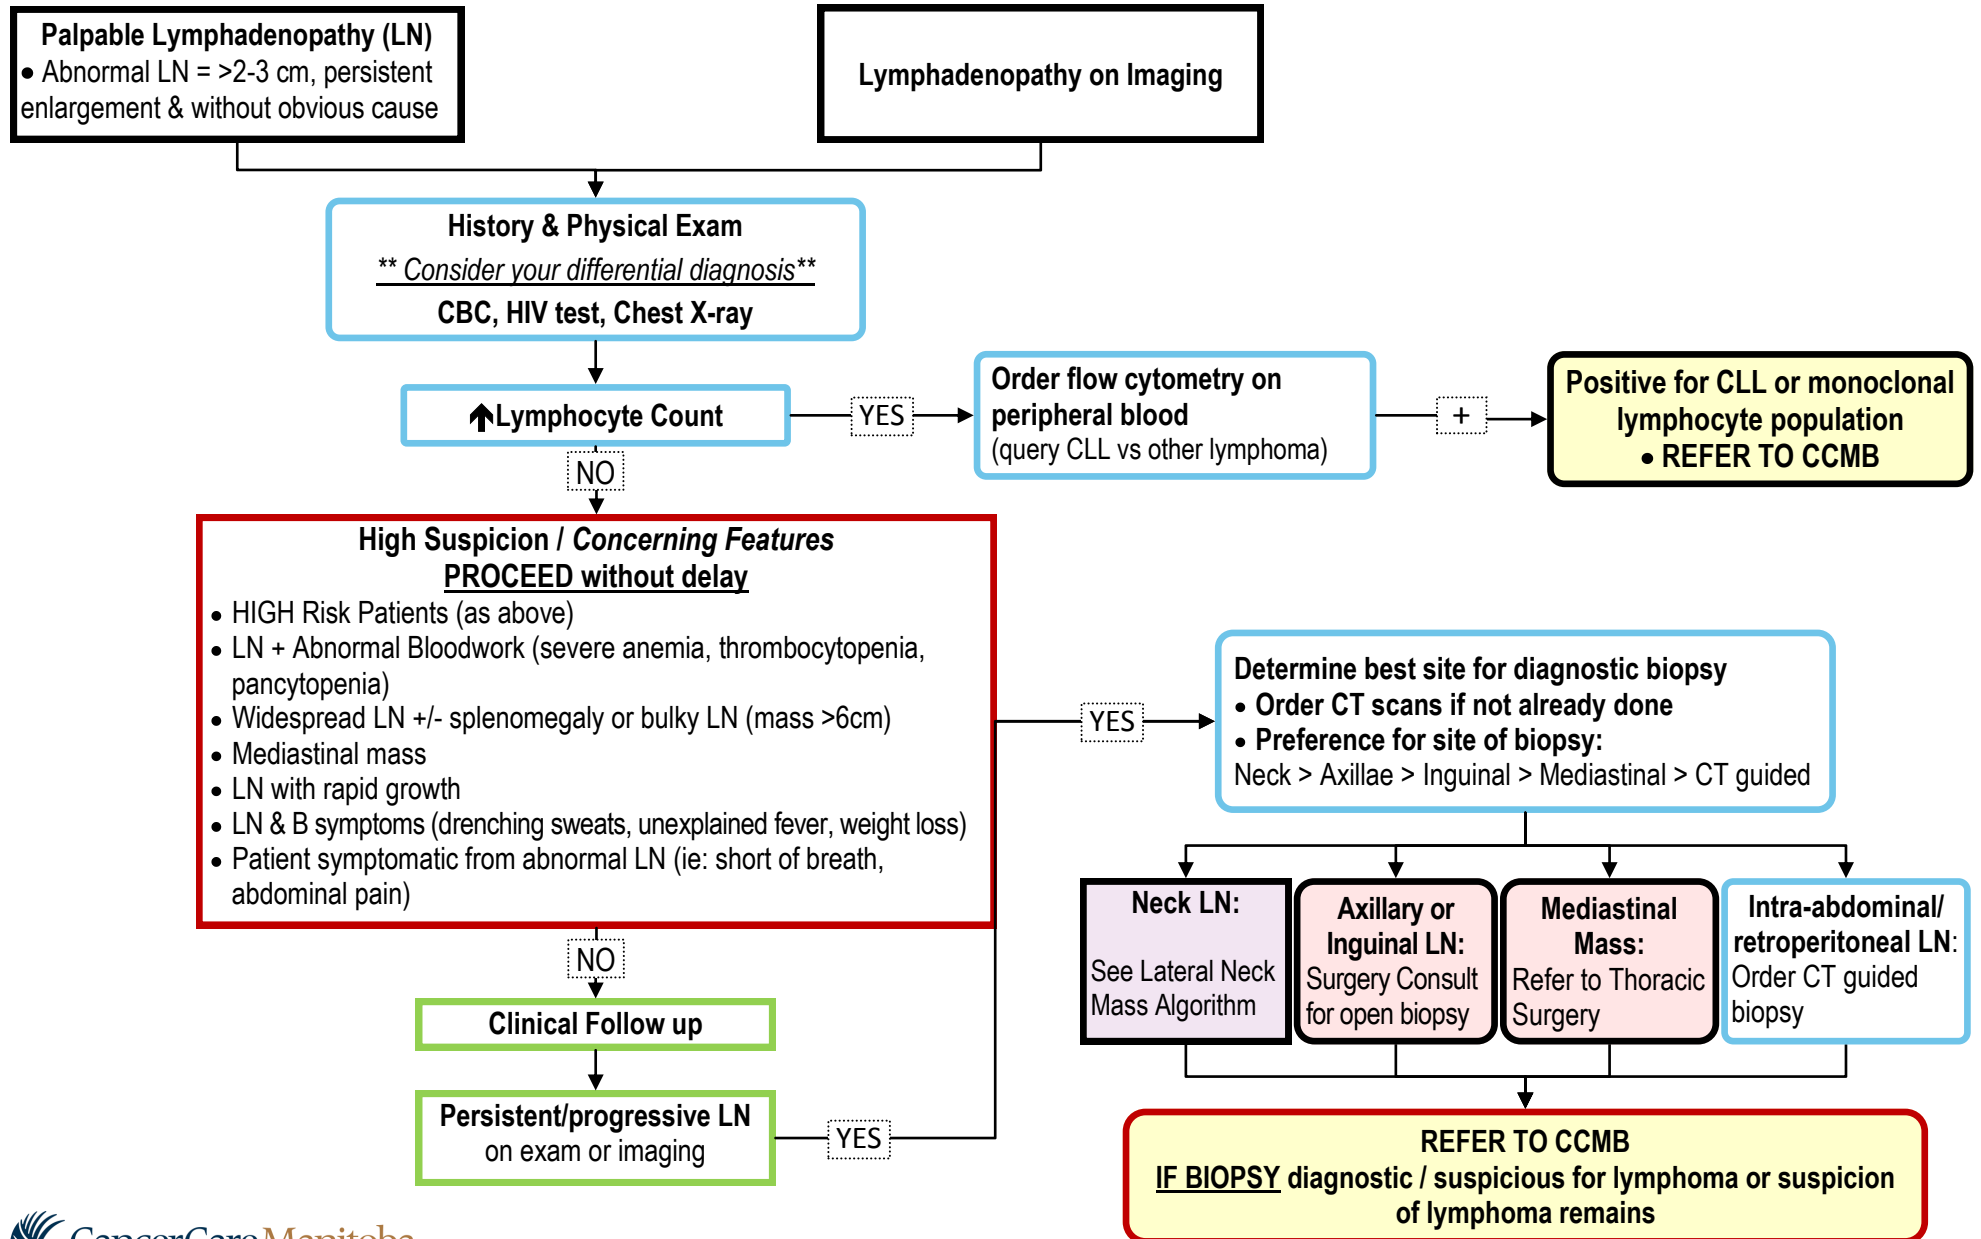 Palpable Lymphadenopathy (LN)
• Abnormal LN = >2-3 cm, persistent
enlargement & without obvious cause
Lymphadenopathy on Imaging
History & Physical Exam
** Consider your differential diagnosis**
CBC, HIV test, Chest X-ray
↑Lymphocyte Count
YES
Order flow cytometry on
peripheral blood
(query CLL vs other lymphoma)
+
Positive for CLL or monoclonal
lymphocyte population
• REFER TO CCMB
NO
High Suspicion / Concerning Features
PROCEED without delay
• HIGH Risk Patients (as above)
• LN + Abnormal Bloodwork (severe anemia, thrombocytopenia,
pancytopenia)
• Widespread LN +/- splenomegaly or bulky LN (mass >6cm)
• Mediastinal mass
• LN with rapid growth
• LN & B symptoms (drenching sweats, unexplained fever, weight loss)
• Patient symptomatic from abnormal LN (ie: short of breath,
abdominal pain)
YES
Determine best site for diagnostic biopsy
• Order CT scans if not already done
• Preference for site of biopsy:
Neck > Axillae > Inguinal > Mediastinal > CT guided
Neck LN:
See Lateral Neck
Mass Algorithm
Axillary or
Inguinal LN:
Surgery Consult
for open biopsy
Mediastinal
Mass:
Refer to Thoracic
Surgery
Intra-abdominal/
retroperitoneal LN:
Order CT guided
biopsy
NO
Clinical Follow up
Persistent/progressive LN
on exam or imaging
YES
REFER TO CCMB
IF BIOPSY diagnostic / suspicious for lymphoma or suspicion
of lymphoma remains
CancerCare Manitoba